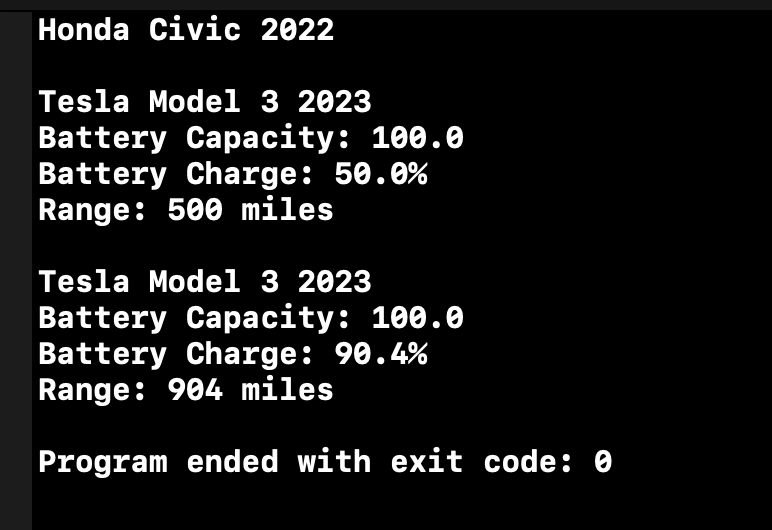 Honda Civic 2022
Tesla Model 3 2023
Battery Capacity: 100.0
Battery Charge: 50.0%
Range: 500 miles
Tesla Model 3 2023
Battery Capacity: 100.0
Battery Charge: 90.4%
Range: 904 miles
Program ended with exit code: 0